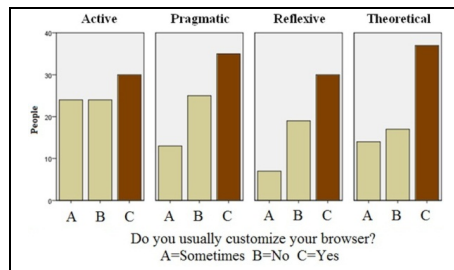 Active Pragmatic Reflexive Theoretical
40
30
20
10
0
People
A B C A B C A B C A B C
Do you usually customize your browser?
A=Sometimes B=No C=Yes